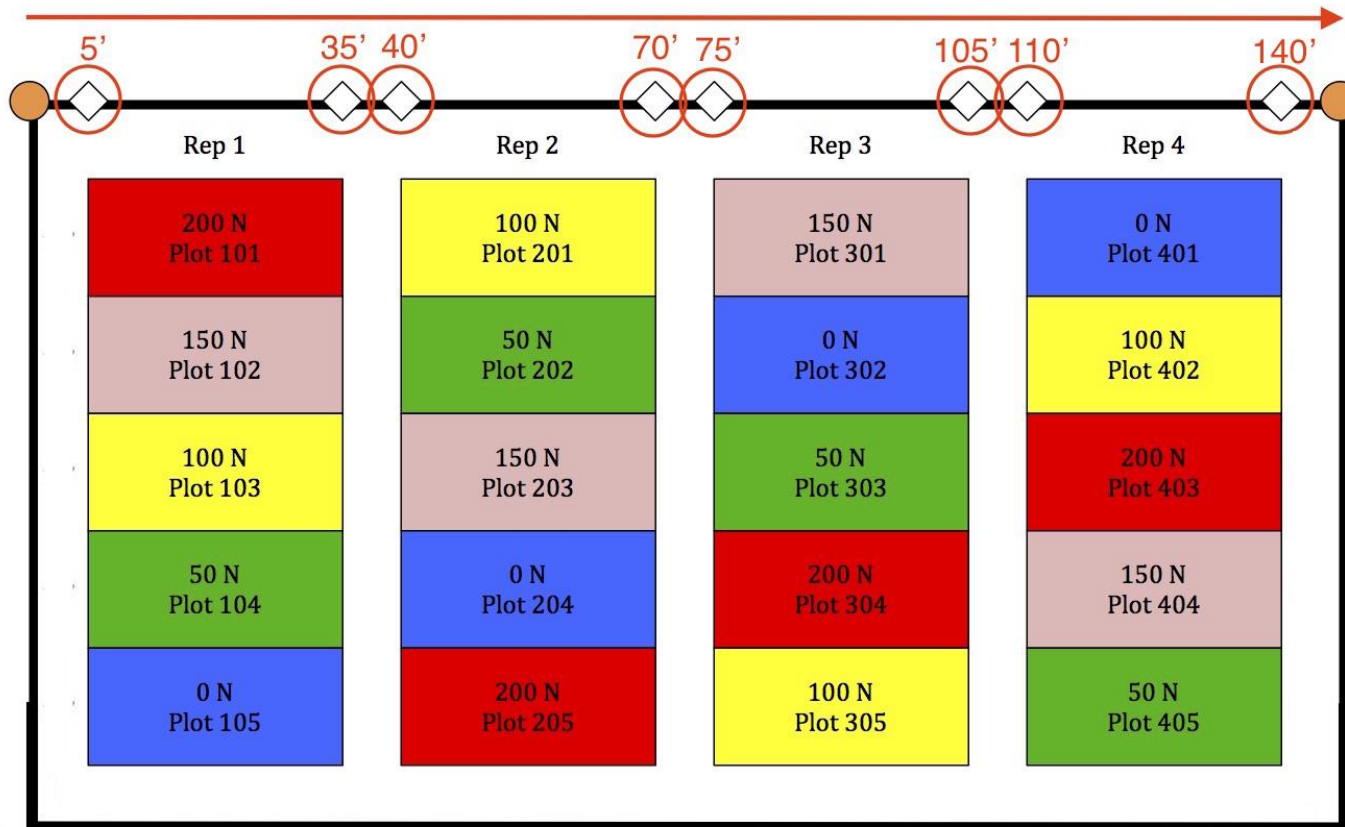 5’ 35’ 40’ 70’ 75’ 105’ 110’ 140’
Rep 1 Rep 2 Rep 3 Rep 4
200 N
Plot 101
100 N
Plot 201
150 N
Plot 301
0 N
Plot 401
150 N
Plot 102
50 N
Plot 202
0 N
Plot 302
100 N
Plot 402
100 N
Plot 103
150 N
Plot 203
50 N
Plot 303
200 N
Plot 403
50 N
Plot 104
0 N
Plot 204
200 N
Plot 304
150 N
Plot 404
0 N
Plot 105
200 N
Plot 205
100 N
Plot 305
50 N
Plot 405